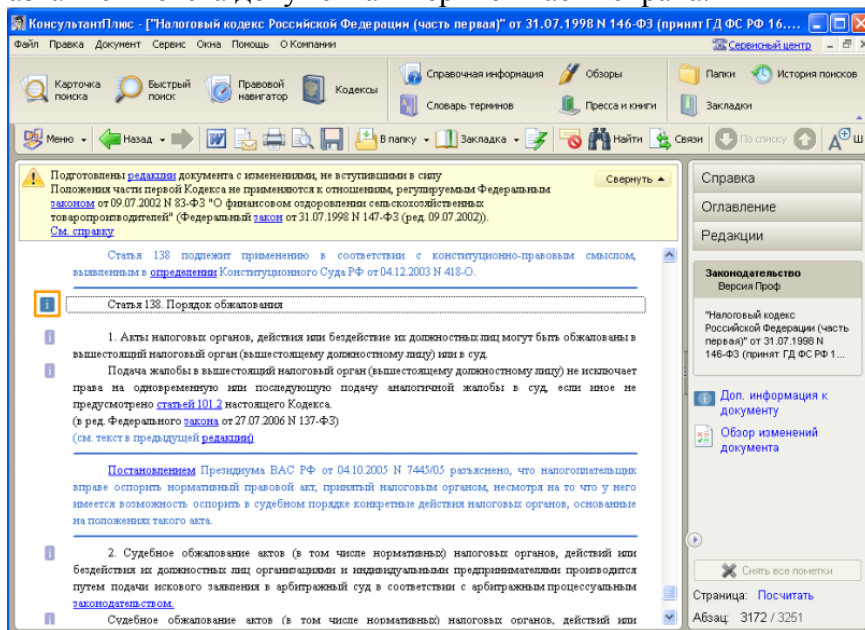 КонсультантПлюс - ["Налоговый кодекс Российской Федерации (часть первая)" от 31.07.1998 N 146-ФЗ (принят ГД ФС РФ 16....
Файл Правка Документ Сервис Окна Помощь О Компании Сервисный центр
Карточка поиска Быстрый поиск Правовой навигатор Кодексы Справочная информация Обзоры Папки История поисков
Словарь терминов Пресса и книги Закладки
Меню Назад В папку Закладка Найти Связи По списку Ш
Подготовлены редакции документа с изменениями, не вступившими в силу
Свернуть
Положения части первой Кодекса не применяются к отношениям, регулируемым Федеральным
законом от 09.07.2002 N 83-ФЗ "О финансовом оздоровлении сельскохозяйственных
товаропроизводителей" (Федеральный закон от 31.07.1998 N 147-ФЗ (ред. 09.07.2002)).
См. справку
Статья 138 подлежит применению в соответствии с конституционно-правовым смыслом,
выявленным в определении Конституционного Суда РФ от 04.12.2003 N 418-О.
Статья 138. Порядок обжалования
1. Акты налоговых органов, действия или бездействие их должностных лиц могут быть обжалованы в
вышестоящий налоговый орган (вышестоящему должностному лицу) или в суд.
Подача жалобы в вышестоящий налоговый орган (вышестоящему должностному лицу) не исключает
права на одновременную или последующую подачу аналогичной жалобы в суд, если иное не
предусмотрено статьей 101.2 настоящего Кодекса.
(в ред. Федерального закона от 27.07.2006 N 137-ФЗ)
(см. текст в предыдущей редакции)
Постановлением Президиума ВАС РФ от 04.10.2005 N 7445/05 разъяснено, что налогоплательщик
вправе оспорить нормативный правовой акт, принятый налоговым органом, несмотря на то что у него
имеется возможность оспорить в судебном порядке конкретные действия налоговых органов, основанные
на положениях такого акта.
2. Судебное обжалование актов (в том числе нормативных) налоговых органов, действий или
бездействия их должностных лиц организациями и индивидуальными предпринимателями производится
путем подачи искового заявления в арбитражный суд в соответствии с арбитражным процессуальным
законодательством.
Судебное обжалование актов (в том числе нормативных) налоговых органов, действий или
Справка
Оглавление
Редакции
Законодательство
Версия Проф
"Налоговый кодекс
Российской Федерации (часть
первая)" от 31.07.1998 N
146-ФЗ (принят ГД ФС РФ 1...
Доп. информация к
документу
Обзор изменений
документа
Снять все пометки
Страница: Посчитать
Абзац: 3172 / 3251